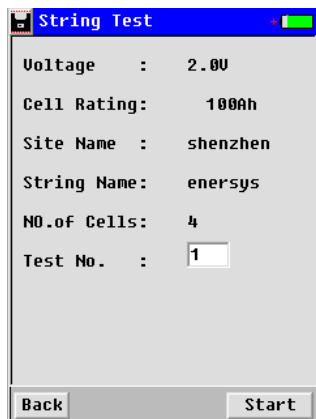 String Test
Voltage : 2.0V
Cell Rating: 100Ah
Site Name : shenzhen
String Name: enersys
NO.of Cells: 4
Test No. : 1
Back Start